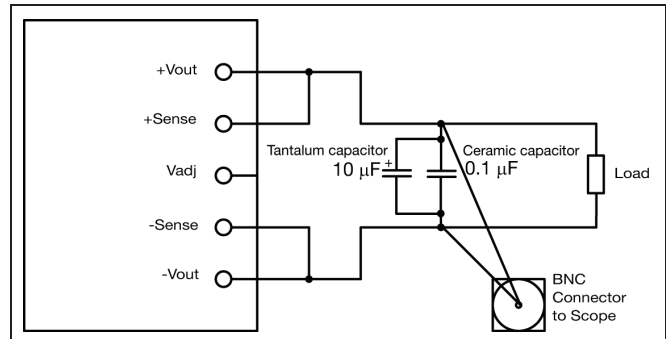 +Vout
+Sense
Tantalum capacitor
10 μF
+
Ceramic capacitor
0.1 μF
Vadj
Load
-Sense
-Vout
BNC
Connector
to Scope